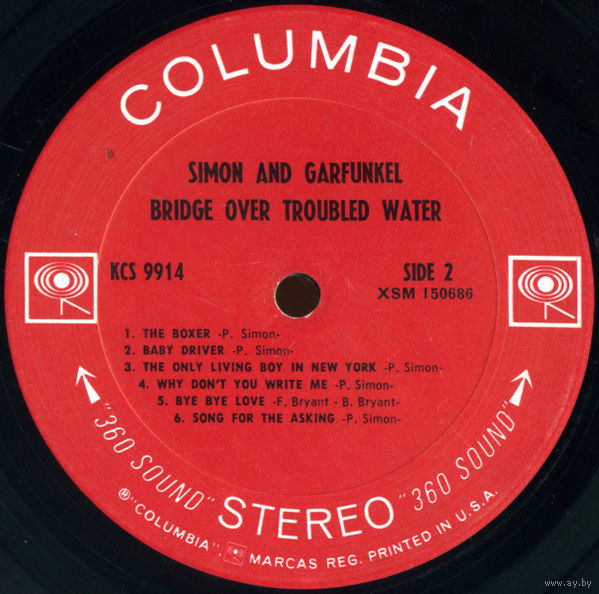 COLUMBIA
SIMON AND GARFUNKEL
BRIDGE OVER TROUBLED WATER
KCS 9914
SIDE 2
XSM 150686
1. THE BOXER -P. Simon-
2. BABY DRIVER -P. Simon-
3. THE ONLY LIVING BOY IN NEW YORK -P. Simon-
4. WHY DON'T YOU WRITE ME -P. Simon-
5. BYE BYE LOVE -F. Bryant - B. Bryant-
6. SONG FOR THE ASKING -P. Simon-
"360 SOUND" STEREO "360 SOUND"
®"COLUMBIA", MARCAS REG. PRINTED IN U.S.A.
www.ay.by